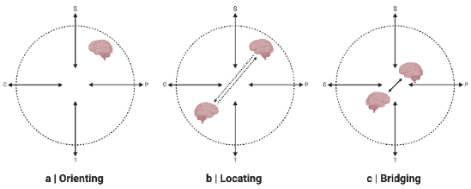 S S S
P P P
T T T
a | Orienting b | Locating c | Bridging